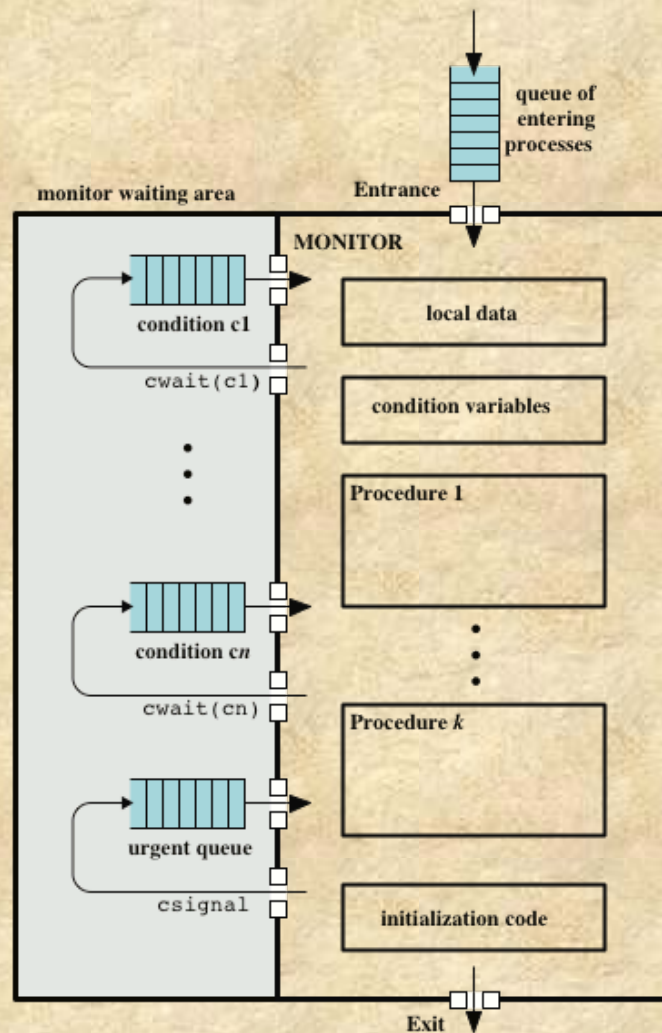 queue of
entering
processes
monitor waiting area
Entrance
MONITOR
condition c1
local data
cwait(c1)
condition variables
Procedure 1
condition cn
cwait(cn)
Procedure k
urgent queue
csignal
initialization code
Exit